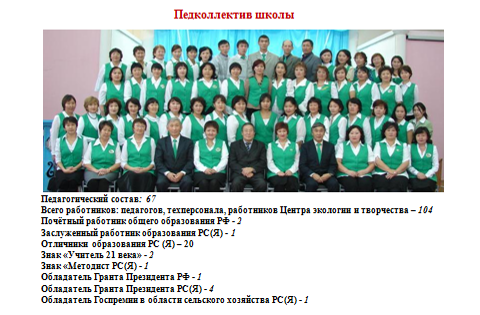 Педколлектив школы
Педагогический состав: 67
Всего работников: педагогов, техперсонала, работников Центра экологии и творчества – 104
Почётный работник общего образования РФ - 2
Заслуженный работник образования РС(Я) - 1
Отличники образования РС (Я) – 20
Знак «Учитель 21 века» - 2
Знак «Методист РС(Я) - 1
Обладатель Гранта Президента РФ - 1
Обладатель Гранта Президента РС(Я) - 4
Обладатель Госпремии в области сельского хозяйства РС(Я) - 1